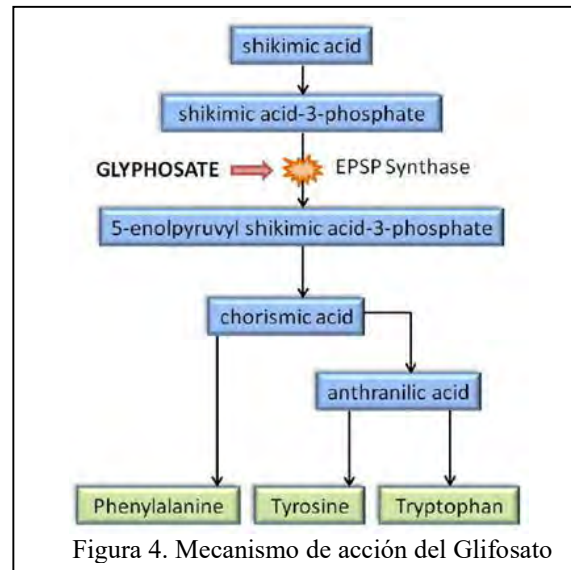 shikimic acid
shikimic acid-3-phosphate
GLYPHOSATE EPSP Synthase
5-enolpyruvyl shikimic acid-3-phosphate
chorismic acid
anthranilic acid
Phenylalanine Tyrosine Tryptophan
Figura 4. Mecanismo de acción del Glifosato